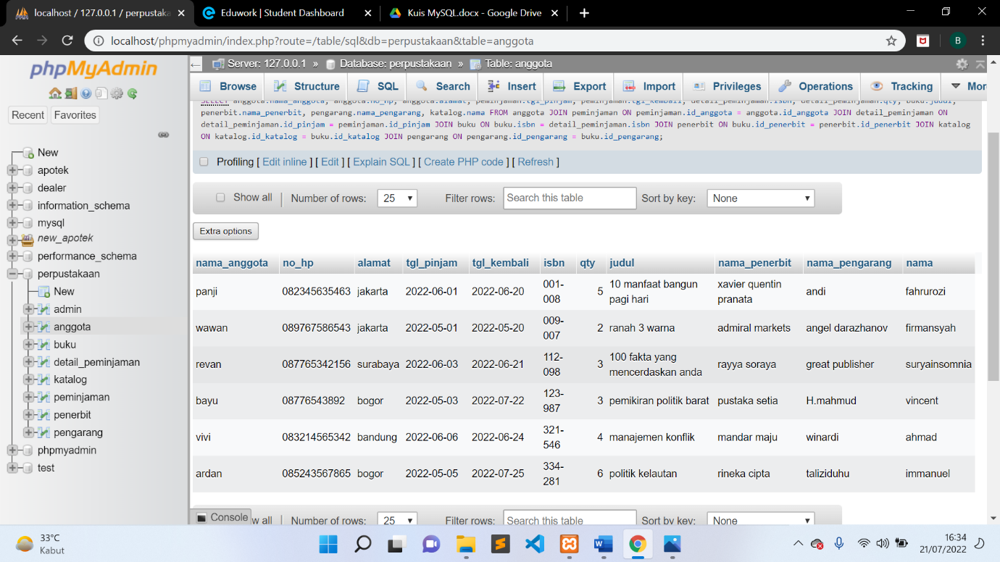 localhost / 127.0.0.1 / perpustaka
Eduwork | Student Dashboard
Kuis MySQL.docx - Google Drive
localhost/phpmyadmin/index.php?route=/table/sql&db=perpustakaan&table=anggota
B
phpMyAdmin
Recent
Favorites
New
apotek
dealer
information_schema
mysql
new_apotek
performance_schema
perpustakaan
New
admin
anggota
buku
detail_peminjaman
katalog
peminjaman
penerbit
pengarang
phpmyadmin
test
Server: 127.0.0.1 » Database: perpustakaan » Table: anggota
Browse Structure SQL Search Insert Export Import Privileges Operations Tracking More
SELECT anggota.nama_anggota, anggota.no_hp, anggota.alamat, peminjaman.tgl_pinjam, peminjaman.tgl_kembali, detail_peminjaman.isbn, detail_peminjaman.qty, buku.judul,
penerbit.nama_penerbit, pengarang.nama_pengarang, katalog.nama FROM anggota JOIN peminjaman ON peminjaman.id_anggota = anggota.id_anggota JOIN detail_peminjaman ON
detail_peminjaman.id_pinjam = peminjaman.id_pinjam JOIN buku ON buku.isbn = detail_peminjaman.isbn JOIN penerbit ON buku.id_penerbit = penerbit.id_penerbit JOIN katalog
ON katalog.id_katalog = buku.id_katalog JOIN pengarang ON pengarang.id_pengarang = buku.id_pengarang;
Profiling [ Edit inline ] [ Edit ] [ Explain SQL ] [ Create PHP code ] [ Refresh ]
Show all | Number of rows: 25 Filter rows: Search this table Sort by key: None
Extra options
nama_anggota no_hp alamat tgl_pinjam tgl_kembali isbn qty judul nama_penerbit nama_pengarang nama
panji 082345635463 jakarta 2022-06-01 2022-06-20 001-008 5 10 manfaat bangun pagi hari xavier quentin pranata andi fahrurozi
wawan 089767586543 jakarta 2022-05-01 2022-05-20 009-007 2 ranah 3 warna admiral markets angel darazhanov firmansyah
revan 087765342156 surabaya 2022-06-03 2022-06-21 112-098 3 100 fakta yang mencerdaskan anda rayya soraya great publisher suryainsomnia
bayu 08776543892 bogor 2022-05-03 2022-07-22 123-987 3 pemikiran politik barat pustaka setia H.mahmud vincent
vivi 083214565342 bandung 2022-06-06 2022-06-24 321-546 4 manajemen konflik mandar maju winardi ahmad
ardan 085243567865 bogor 2022-05-05 2022-07-25 334-281 6 politik kelautan rineka cipta taliziduhu immanuel
Console
w all | Number of rows: 25 Filter rows: Search this table Sort by key: None
33°C
Kabut
16:34
21/07/2022